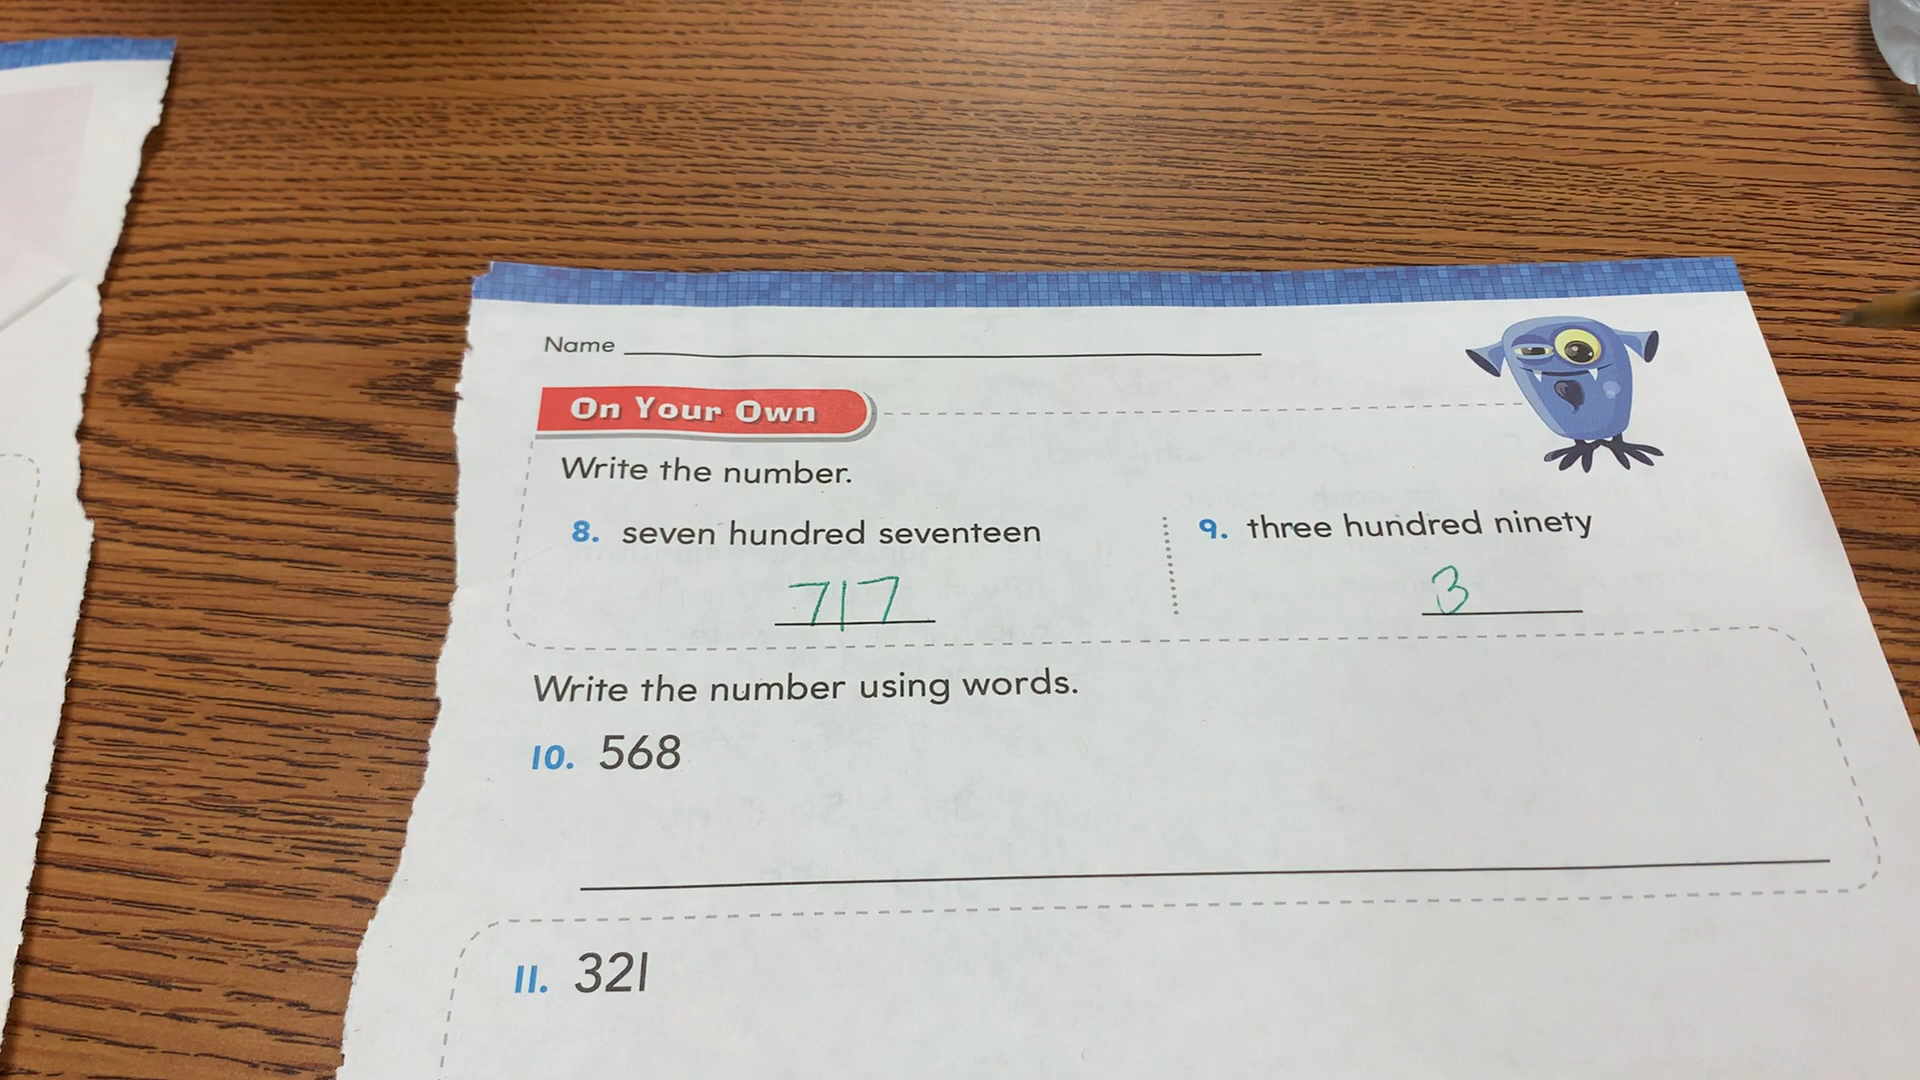 Name
On Your Own
Write the number.
8. seven hundred seventeen
9. three hundred ninety
717
3
Write the number using words.
10. 568
11. 321